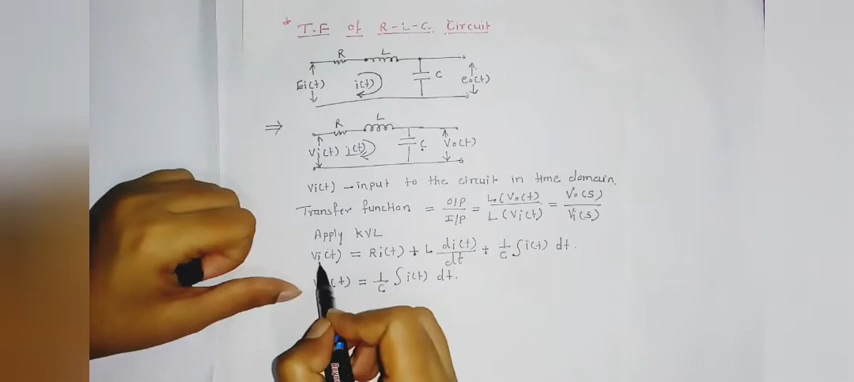 * T.F of R-L-C Circuit
R L
Ei(t) i(t) C eo(t)
R L
⇒ Vi(t) i(t) C Vo(t)
Vi(t) - input to the circuit in time domain.
Transfer function = O/P / I/P = L(Vo(t)) / L(Vi(t)) = Vo(s) / Vi(s)
Apply KVL
Vi(t) = Ri(t) + L di(t)/dt + 1/C ∫i(t) dt.
(t) = 1/C ∫i(t) dt.